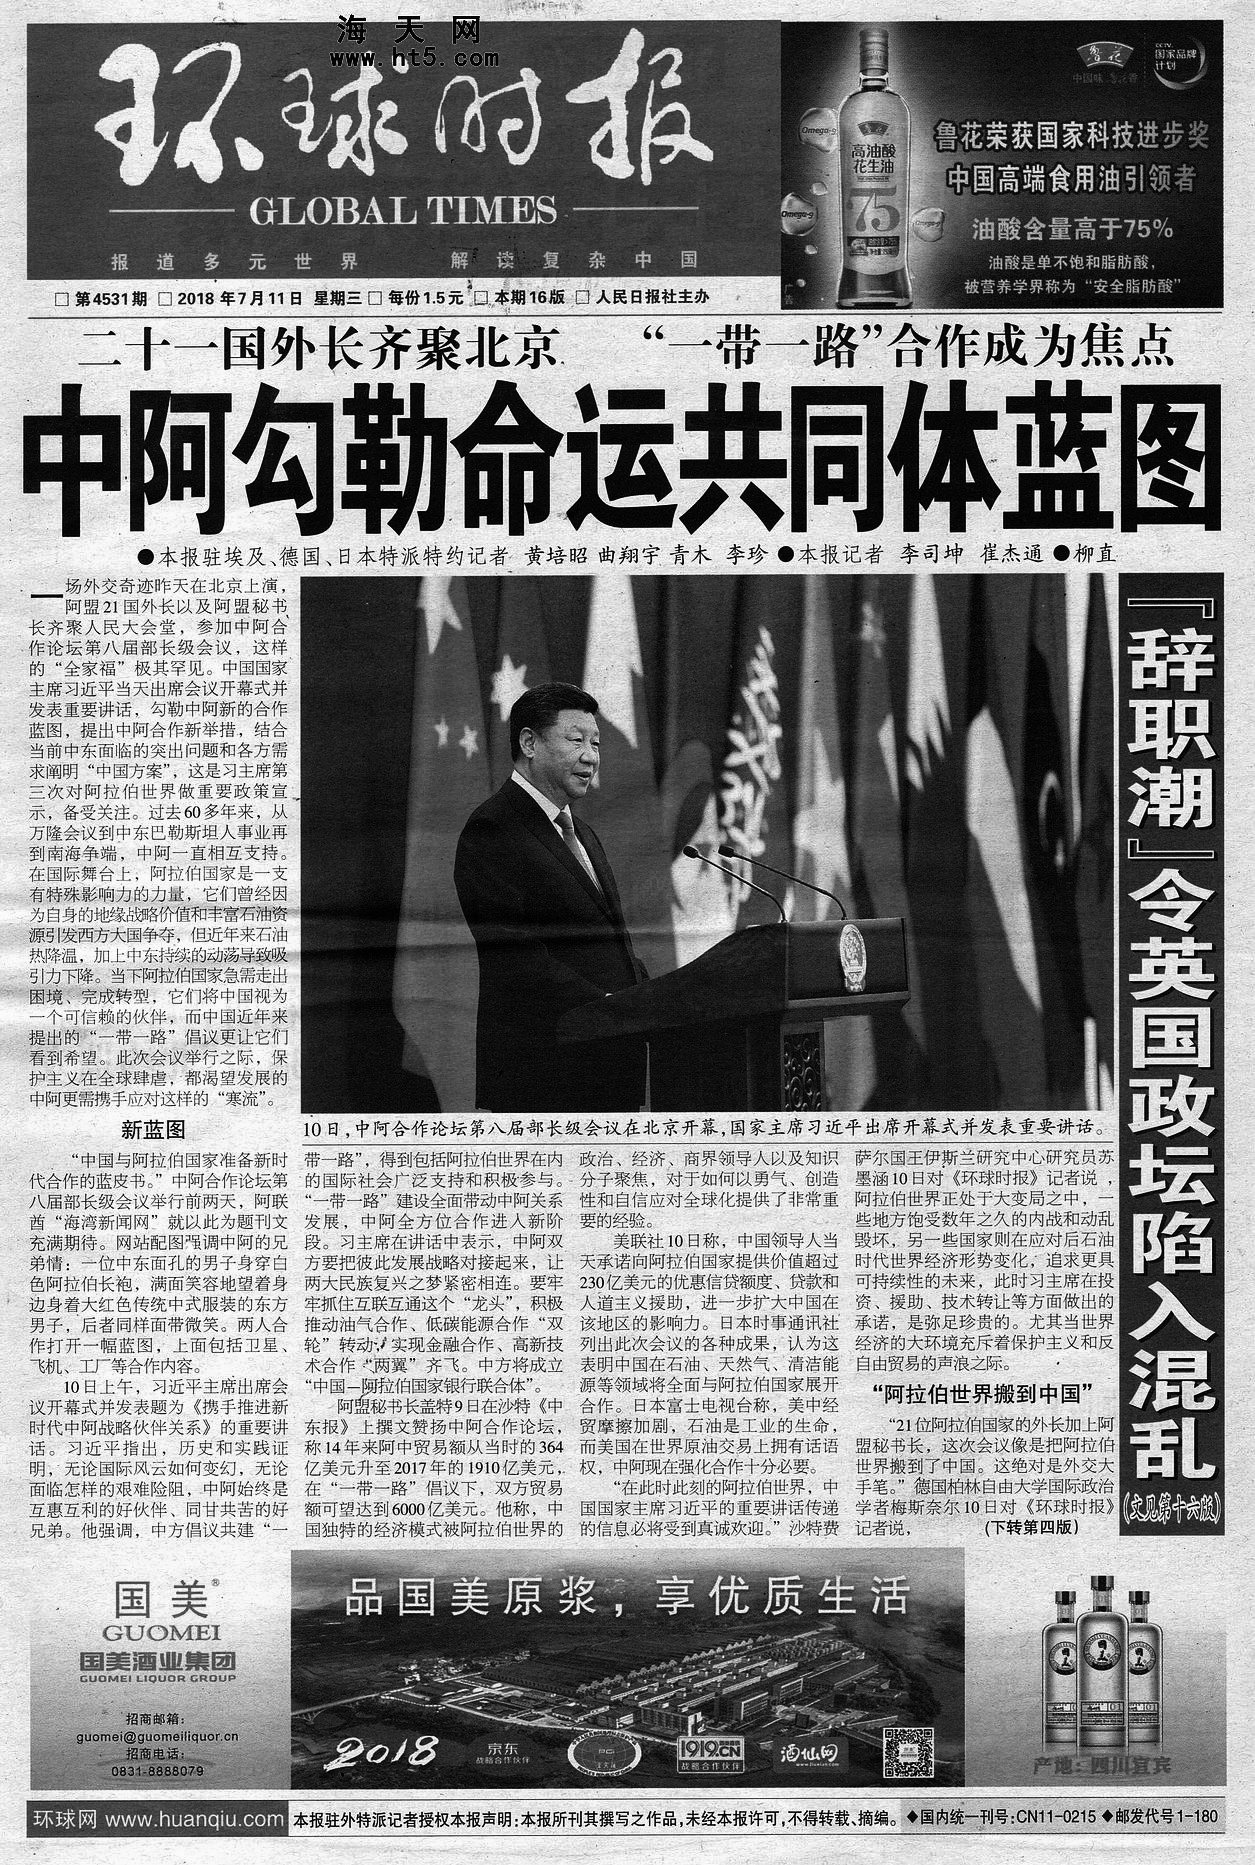 海天网
www.ht5.com
环球时报
GLOBAL TIMES
报道多元世界 解读复杂中国
鲁花
中国味 鲁花香
CCTV.
国家品牌
计划
鲁花荣获国家科技进步奖
中国高端食用油引领者
油酸含量高于75%
油酸是单不饱和脂肪酸,
被营养学界称为“安全脂肪酸”
Omega-9
Omega-9
Omega-9
鲁花
高油酸
花生油
75
广告
□ 第4531期 □ 2018年7月11日 星期三 □ 每份1.5元 □ 本期16版 □ 人民日报社主办
二十一国外长齐聚北京 “一带一路”合作成为焦点
中阿勾勒命运共同体蓝图
●本报驻埃及、德国、日本特派特约记者 黄培昭 曲翔宇 青木 李珍 ●本报记者 李司坤 崔杰通 ●柳直
一场外交奇迹昨天在北京上演，
阿盟21国外长以及阿盟秘书
长齐聚人民大会堂，参加中阿合
作论坛第八届部长级会议，这样
的“全家福”极其罕见。中国国家
主席习近平当天出席会议开幕式并
发表重要讲话，勾勒中阿新的合作
蓝图，提出中阿合作新举措，结合
当前中东面临的突出问题和各方需
求阐明“中国方案”，这是习主席第
三次对阿拉伯世界做重要政策宣
示，备受关注。过去60多年来，从
万隆会议到中东巴勒斯坦人事业再
到南海争端，中阿一直相互支持。
在国际舞台上，阿拉伯国家是一支
有特殊影响力的力量，它们曾经因
为自身的地缘战略价值和丰富石油资
源引发西方大国争夺，但近年来石油
热降温，加上中东持续的动荡导致吸
引力下降。当下阿拉伯国家急需走出
困境、完成转型，它们将中国视为
一个可信赖的伙伴，而中国近年来
提出的“一带一路”倡议更让它们
看到希望。此次会议举行之际，保
护主义在全球肆虐，都渴望发展的
中阿更需携手应对这样的“寒流”。
10日，中阿合作论坛第八届部长级会议在北京开幕，国家主席习近平出席开幕式并发表重要讲话。
新蓝图
“中国与阿拉伯国家准备新时
代合作的蓝皮书。”中阿合作论坛第
八届部长级会议举行前两天，阿联
酋“海湾新闻网”就以此为题刊文
充满期待。网站配图强调中阿的兄
弟情：一位中东面孔的男子身穿白
色阿拉伯长袍，满面笑容地望着身
边身着大红色传统中式服装的东方
男子，后者同样面带微笑。两人合
作打开一幅蓝图，上面包括卫星、
飞机、工厂等合作内容。
10日上午，习近平主席出席会
议开幕式并发表题为《携手推进新
时代中阿战略伙伴关系》的重要讲
话。习近平指出，历史和实践证
明，无论国际风云如何变幻，无论
面临怎样的艰难险阻，中阿始终是
互惠互利的好伙伴、同甘共苦的好
兄弟。他强调，中方倡议共建“一
带一路”，得到包括阿拉伯世界在内
的国际社会广泛支持和积极参与。
“一带一路”建设全面带动中阿关系
发展，中阿全方位合作进入新阶
段。习主席在讲话中表示，中阿双
方要把彼此发展战略对接起来，让
两大民族复兴之梦紧密相连。要牢
牢抓住互联互通这个“龙头”，积极
推动油气合作、低碳能源合作“双
轮”转动，实现金融合作、高新技
术合作“两翼”齐飞。中方将成立
“中国—阿拉伯国家银行联合体”。
阿盟秘书长盖特9日在沙特《中
东报》上撰文赞扬中阿合作论坛，
称14年来阿中贸易额从当时的364
亿美元升至2017年的1910亿美元，
在“一带一路”倡议下，双方贸易
额可望达到6000亿美元。他称，中
国独特的经济模式被阿拉伯世界的
政治、经济、商界领导人以及知识
分子聚焦，对于如何以勇气、创造
性和自信应对全球化提供了非常重
要的经验。
美联社10日称，中国领导人当
天承诺向阿拉伯国家提供价值超过
230亿美元的优惠信贷额度、贷款和
人道主义援助，进一步扩大中国在
该地区的影响力。日本时事通讯社
列出此次会议的各种成果，认为这
表明中国在石油、天然气、清洁能
源等领域将全面与阿拉伯国家展开
合作。日本富士电视台称，美中经
贸摩擦加剧，石油是工业的生命，
而美国在世界原油交易上拥有话语
权，中阿现在强化合作十分必要。
“在此时此刻的阿拉伯世界，中
国国家主席习近平的重要讲话传递
的信息必将受到真诚欢迎。”沙特费
萨尔国王伊斯兰研究中心研究员苏
墨涵10日对《环球时报》记者说，
阿拉伯世界正处于大变局之中，一
些地方饱受数年之久的内战和动乱
毁坏，另一些国家则在应对后石油
时代世界经济形势变化，追求更具
可持续性的未来，此时习主席在投
资、援助、技术转让等方面做出的
承诺，是弥足珍贵的。尤其当世界
经济的大环境充斥着保护主义和反
自由贸易的声浪之际。
“阿拉伯世界搬到中国”
“21位阿拉伯国家的外长加上阿
盟秘书长，这次会议像是把阿拉伯
世界搬到了中国。这绝对是外交大
手笔。”德国柏林自由大学国际政治
学者梅斯奈尔10日对《环球时报》
记者说， (下转第四版)
『辞职潮』令英国政坛陷入混乱
(文见第十六版)
国美®
GUOMEI
国美酒业集团
GUOMEI LIQUOR GROUP
招商邮箱：
guomei@guomeiliquor.cn
招商电话：
0831-8888079
品国美原浆，享优质生活
2018
京东
战略合作伙伴
1919.CN
战略合作伙伴
酒仙网
产地：四川宜宾
环球网 www.huanqiu.com
本报驻外特派记者授权本报声明：本报所刊其撰写之作品，未经本报许可，不得转载、摘编。
◆国内统一刊号：CN11-0215 ◆邮发代号1-180